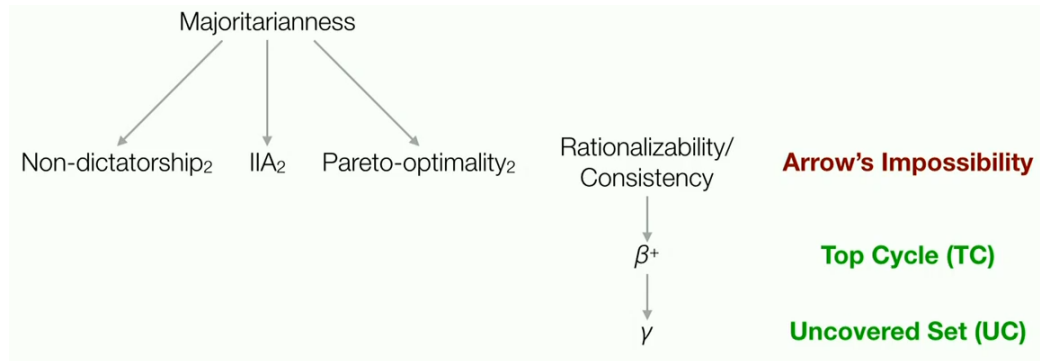 Majoritarianness
Non-dictatorship₂ IIA₂ Pareto-optimality₂ Rationalizability/
Consistency Arrow's Impossibility
β⁺ Top Cycle (TC)
γ Uncovered Set (UC)